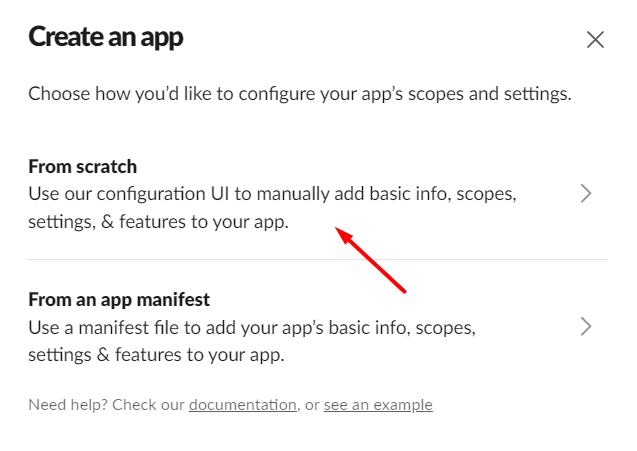 Create an app
Choose how you’d like to configure your app’s scopes and settings.
From scratch
Use our configuration UI to manually add basic info, scopes,
settings, & features to your app.
From an app manifest
Use a manifest file to add your app’s basic info, scopes,
settings & features to your app.
Need help? Check our documentation, or see an example